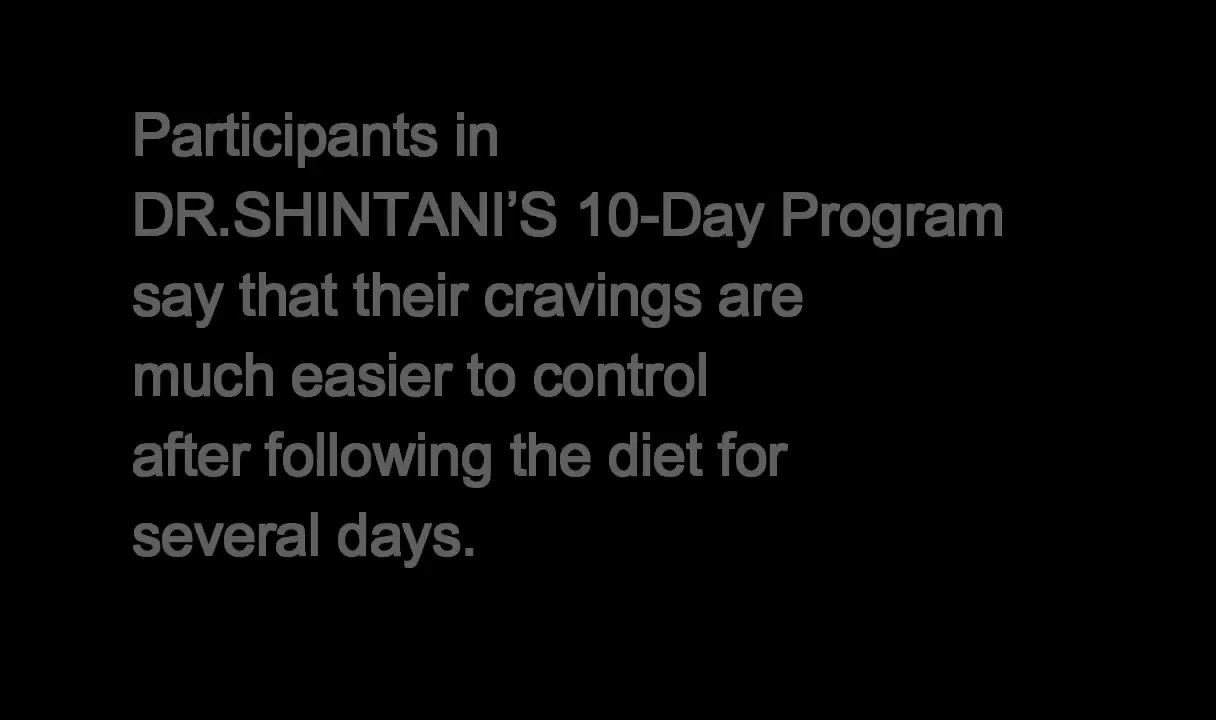 Participants in
DR.SHINTANI’S 10-Day Program
say that their cravings are
much easier to control
after following the diet for
several days.